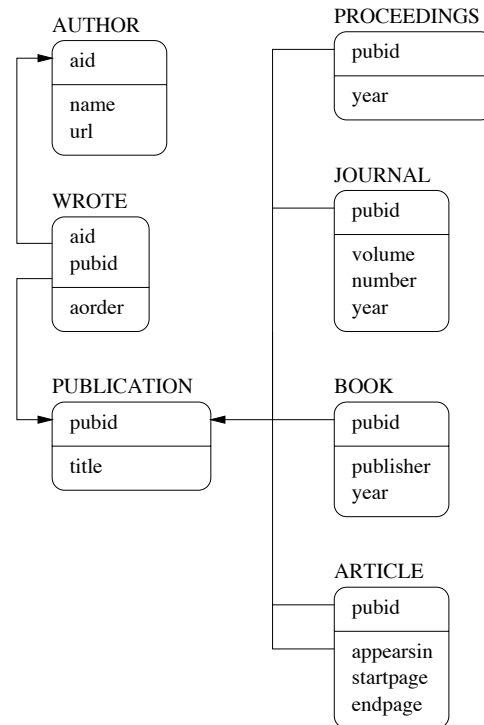 AUTHOR
aid
name
url
WROTE
aid
pubid
aorder
PUBLICATION
pubid
title
PROCEEDINGS
pubid
year
JOURNAL
pubid
volume
number
year
BOOK
pubid
publisher
year
ARTICLE
pubid
appearsin
startpage
endpage